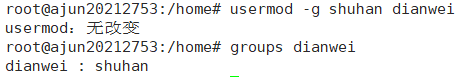 root@ajun20212753:/home# usermod -g shuhan dianwei
usermod：无改变
root@ajun20212753:/home# groups dianwei
dianwei : shuhan